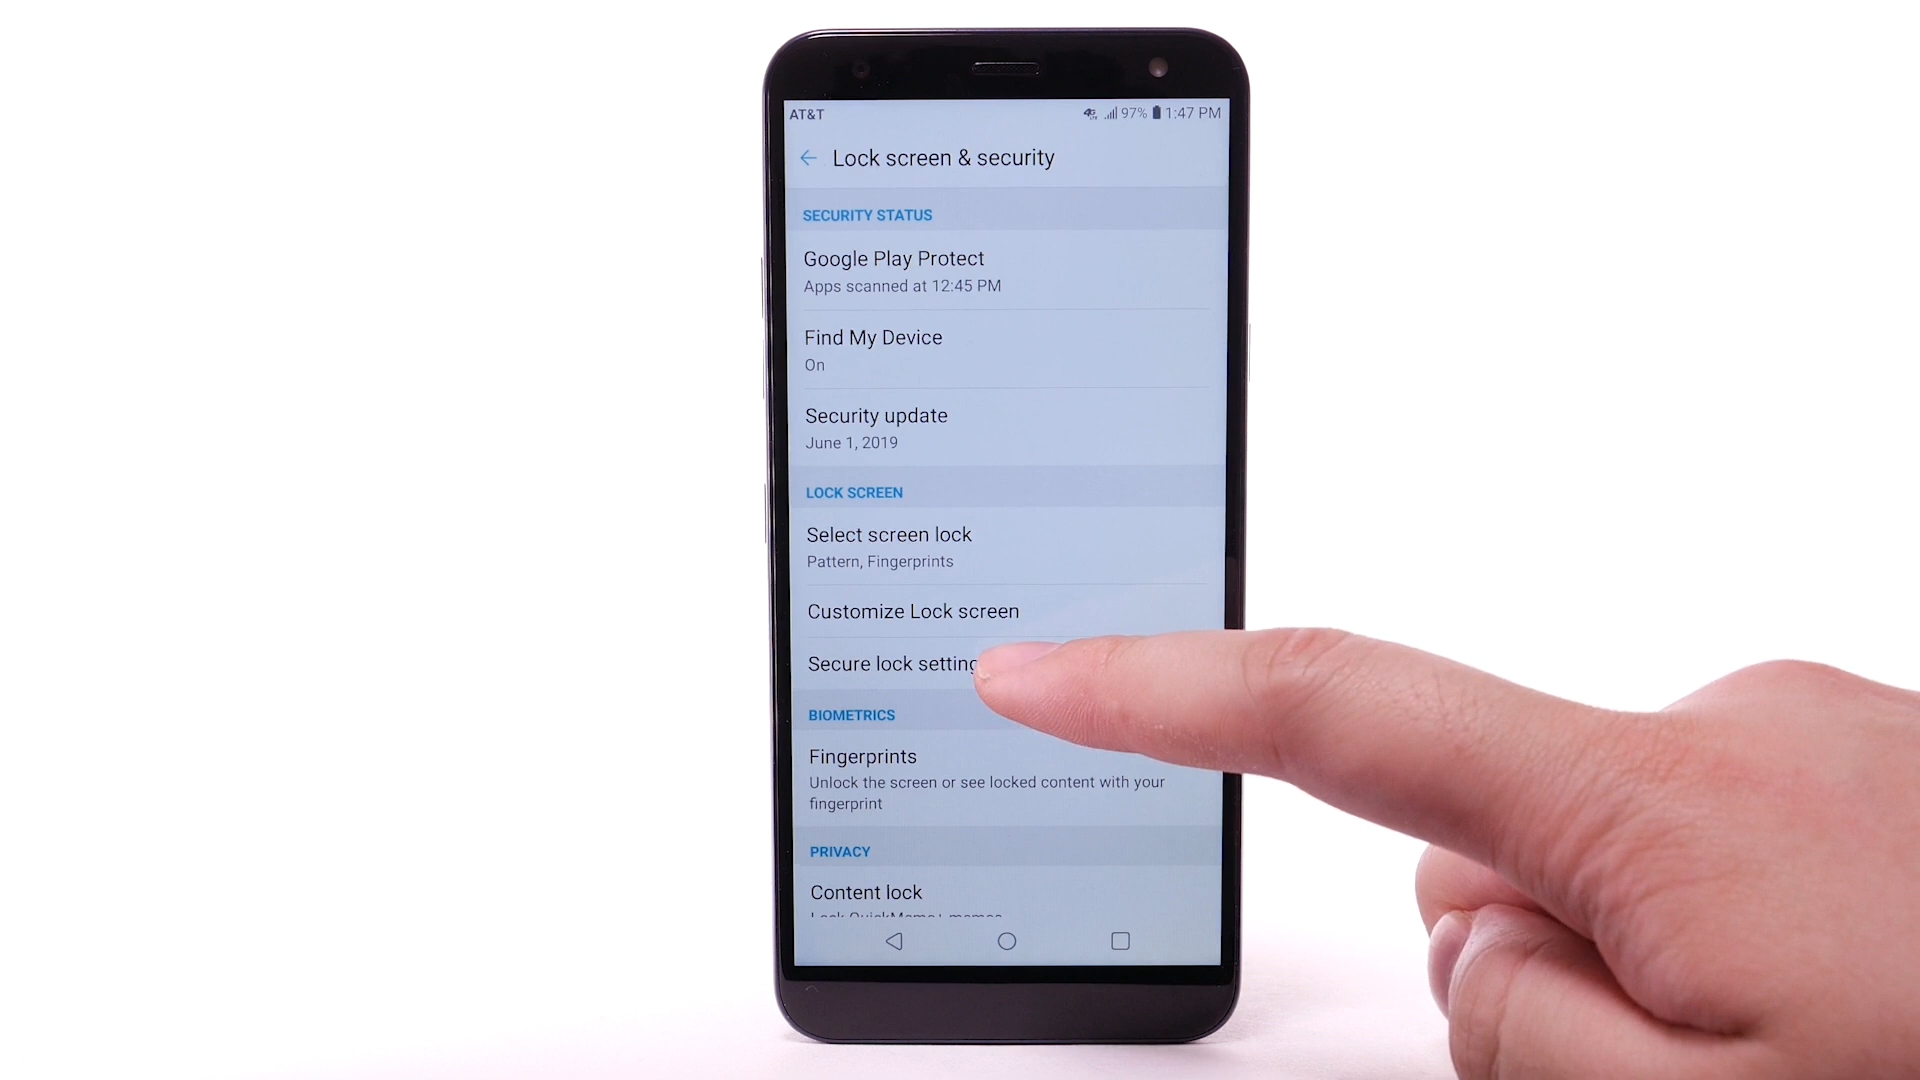 AT&T 4G LTE 97% 1:47 PM
Lock screen & security
SECURITY STATUS
Google Play Protect
Apps scanned at 12:45 PM
Find My Device
On
Security update
June 1, 2019
LOCK SCREEN
Select screen lock
Pattern, Fingerprints
Customize Lock screen
Secure lock setting
BIOMETRICS
Fingerprints
Unlock the screen or see locked content with your
fingerprint
PRIVACY
Content lock